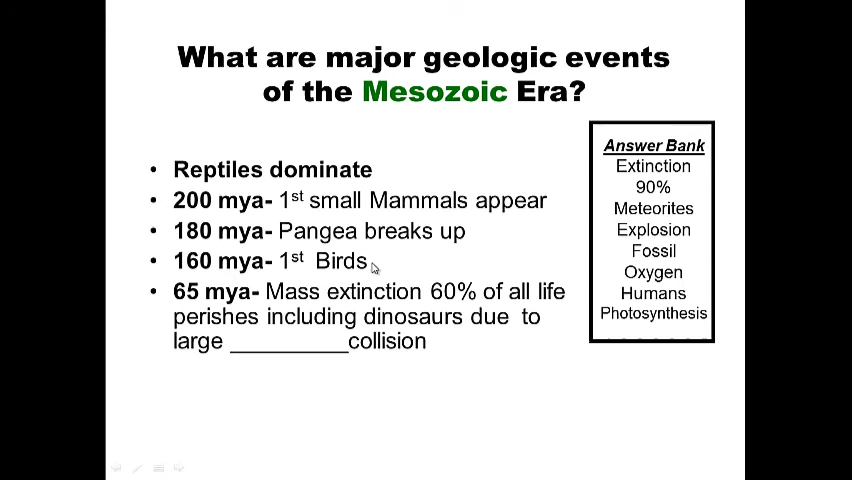 What are major geologic events
of the Mesozoic Era?
• Reptiles dominate
• 200 mya- 1st small Mammals appear
• 180 mya- Pangea breaks up
• 160 mya- 1st Birds
• 65 mya- Mass extinction 60% of all life
perishes including dinosaurs due to
large __________collision
Answer Bank
Extinction
90%
Meteorites
Explosion
Fossil
Oxygen
Humans
Photosynthesis